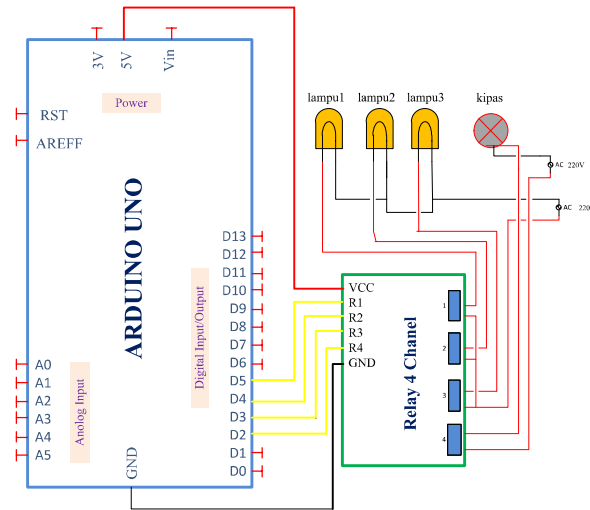 3V
5V
Vin
Power
RST
AREFF
ARDUINO UNO
Digital Input/Output
Analog Input
D13
D12
D11
D10
D9
D8
D7
D6
D5
D4
D3
D2
D1
D0
A0
A1
A2
A3
A4
A5
GND
lampu1
lampu2
lampu3
kipas
AC 220V
AC 220
VCC
R1
R2
R3
R4
GND
Relay 4 Chanel
1
2
3
4